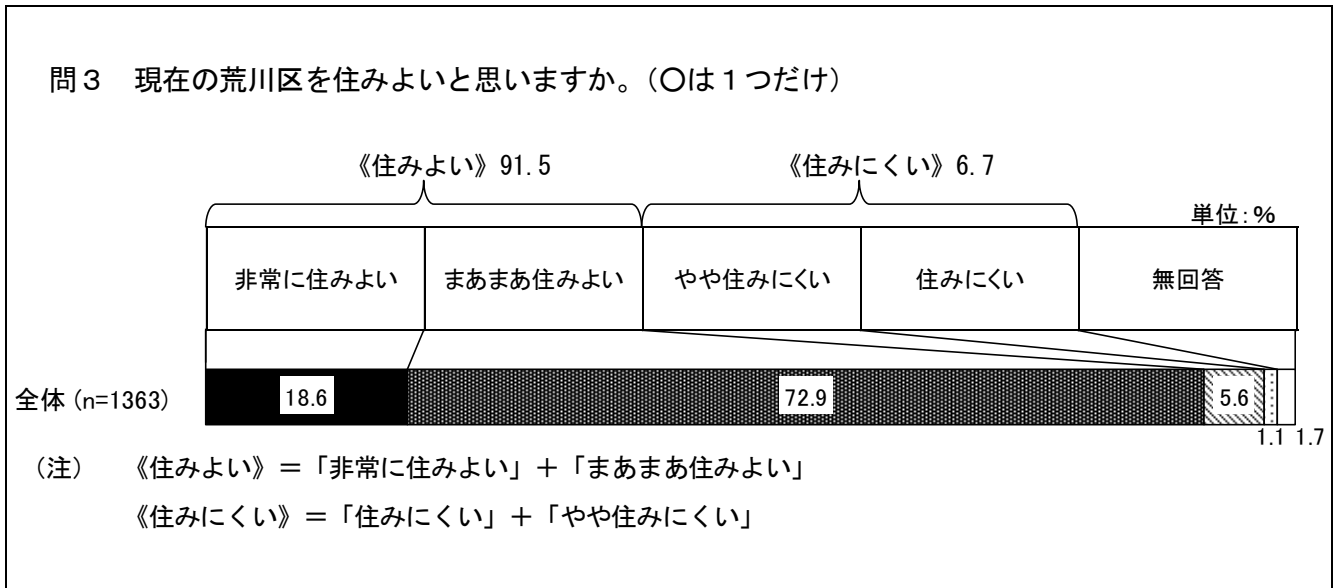 問３　現在の荒川区を住みよいと思いますか。（○は１つだけ）
《住みよい》91.5　《住みにくい》6.7
単位：％
非常に住みよい　まあまあ住みよい　やや住みにくい　住みにくい　無回答
全体(n=1363)　18.6　72.9　5.6
1.1　1.7
（注）　《住みよい》＝「非常に住みよい」＋「まあまあ住みよい」
《住みにくい》＝「住みにくい」＋「やや住みにくい」